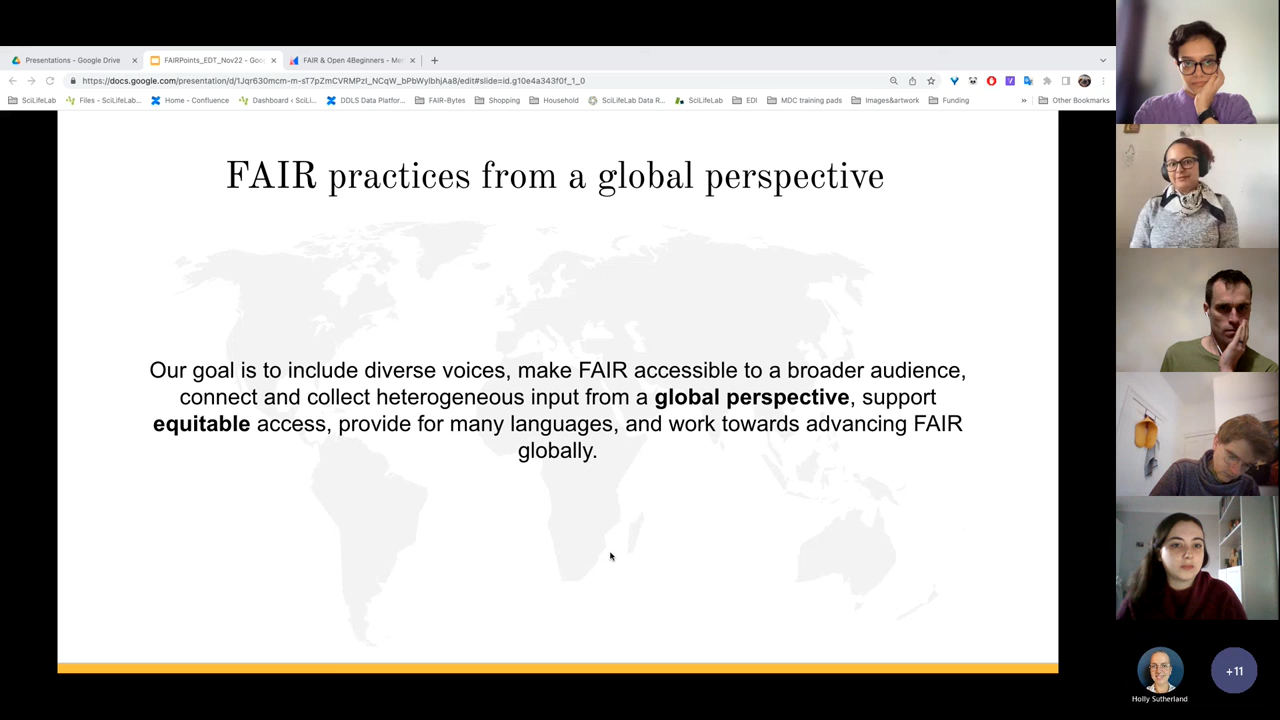 Presentations - Google Drive
FAIRPoints_EDT_Nov22 - Goo
FAIR & Open 4Beginners - Me
https://docs.google.com/presentation/d/1Jqr630mcm-m-sT7pZmCVRMPzI_NCqW_bPbWylbhjAa8/edit#slide=id.g10e4a343f0f_1_0
SciLifeLab
Files - SciLifeLab...
Home - Confluence
Dashboard ‹ SciLi...
DDLS Data Platfor...
FAIR-Bytes
Shopping
Household
SciLifeLab Data R...
SciLifeLab
EDI
MDC training pads
Images&artwork
Funding
»
Other Bookmarks
FAIR practices from a global perspective
Our goal is to include diverse voices, make FAIR accessible to a broader audience,
connect and collect heterogeneous input from a global perspective, support
equitable access, provide for many languages, and work towards advancing FAIR
globally.
Holly Sutherland
+11